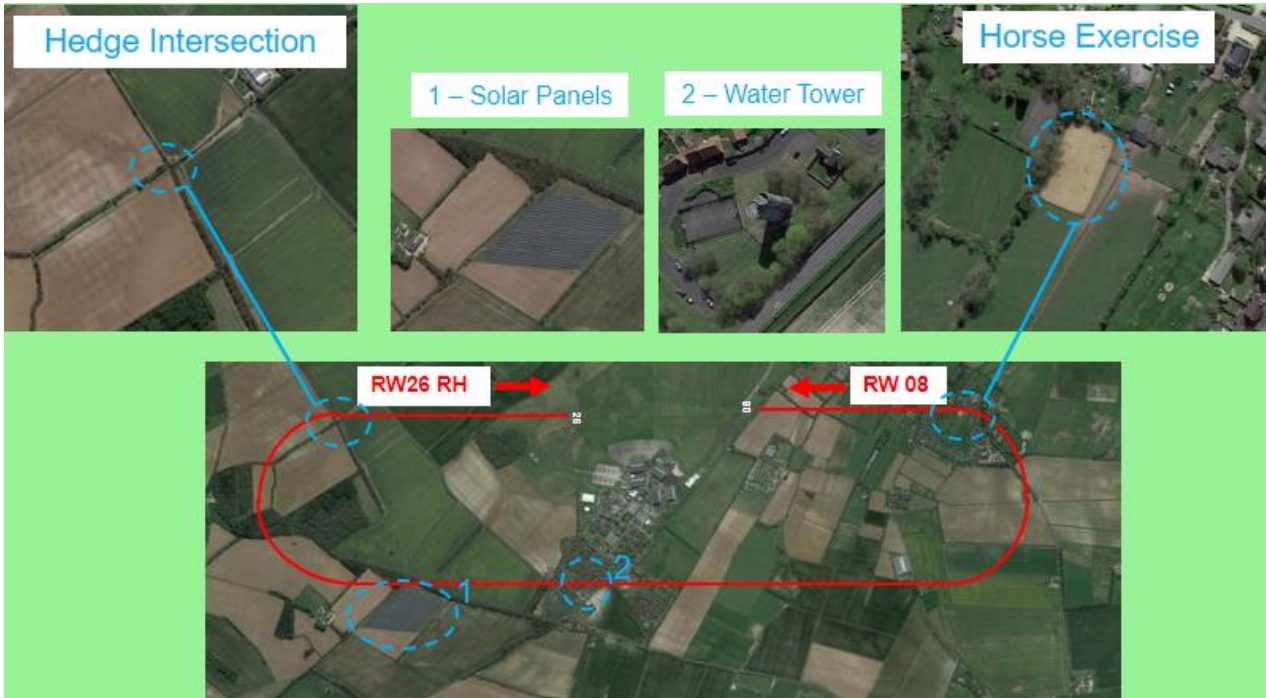 Hedge Intersection
1 – Solar Panels
2 – Water Tower
Horse Exercise
RW26 RH
RW 08
26
08
1
2